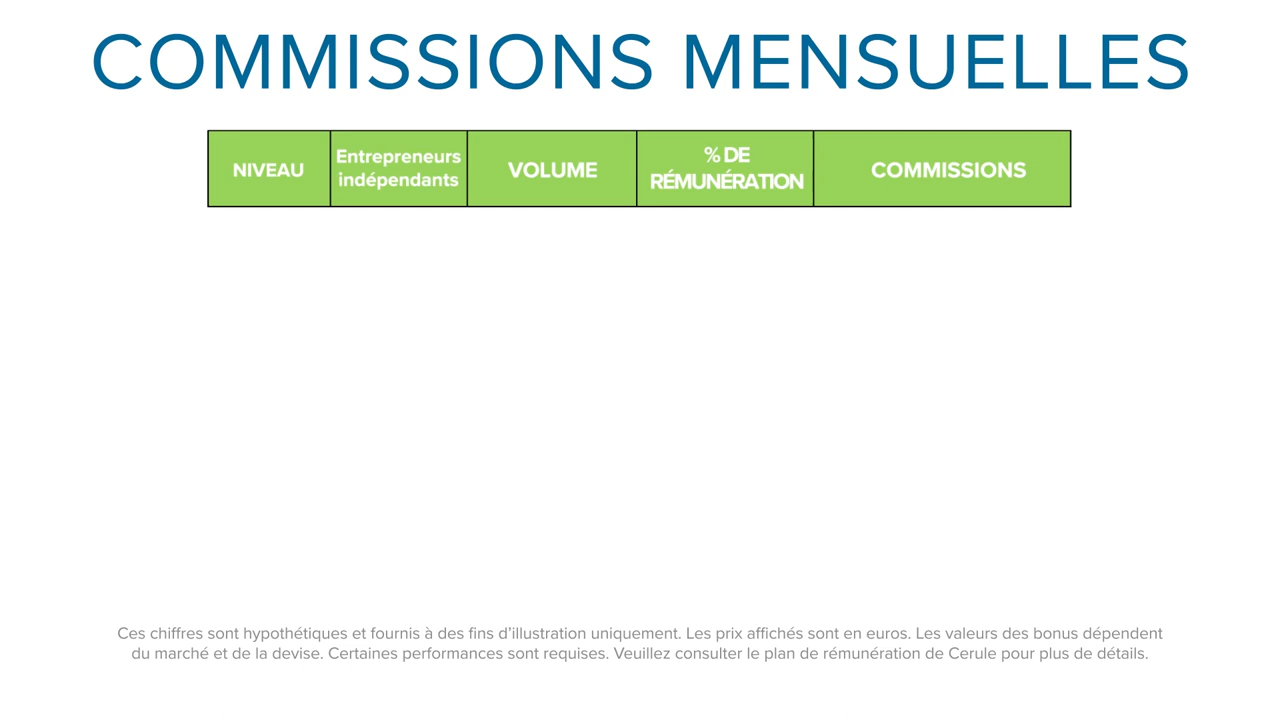 COMMISSIONS MENSUELLES
NIVEAU
Entrepreneurs
indépendants
VOLUME
% DE
RÉMUNÉRATION
COMMISSIONS
Ces chiffres sont hypothétiques et fournis à des fins d’illustration uniquement. Les prix affichés sont en euros. Les valeurs des bonus dépendent
du marché et de la devise. Certaines performances sont requises. Veuillez consulter le plan de rémunération de Cerule pour plus de détails.